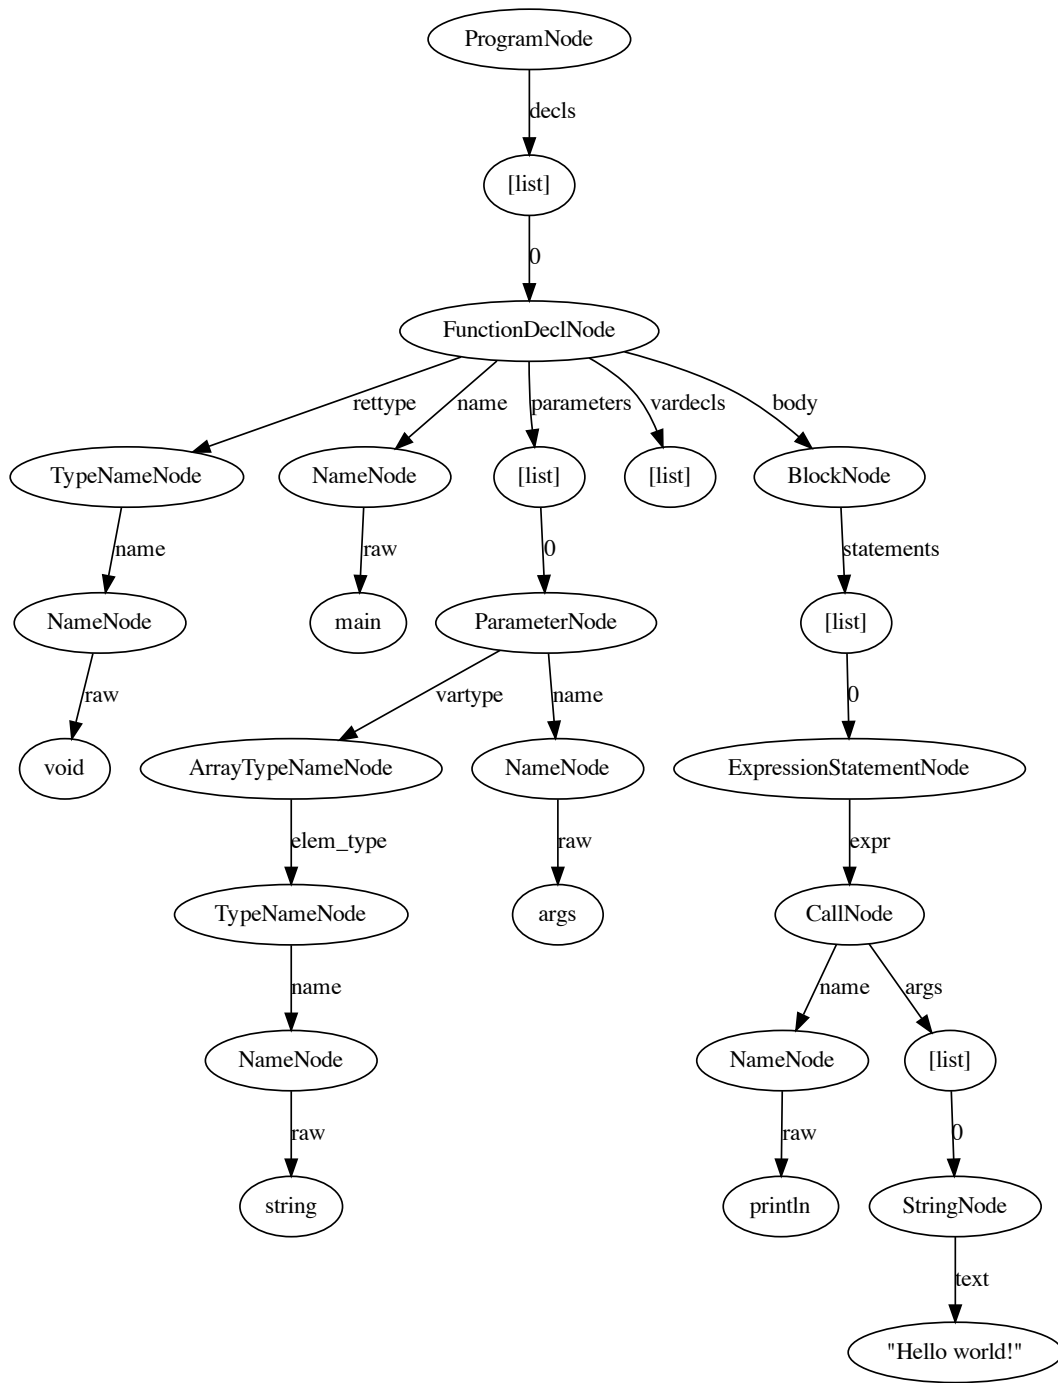 ProgramNode
decls
[list]
0
FunctionDeclNode
rettype name parameters vardecls body
TypeNameNode NameNode [list] [list] BlockNode
name raw 0 statements
NameNode main ParameterNode [list]
raw vartype name 0
void ArrayTypeNameNode NameNode ExpressionStatementNode
elem_type raw expr
TypeNameNode args CallNode
name name args
NameNode NameNode [list]
raw raw 0
string println StringNode
text
"Hello world!"